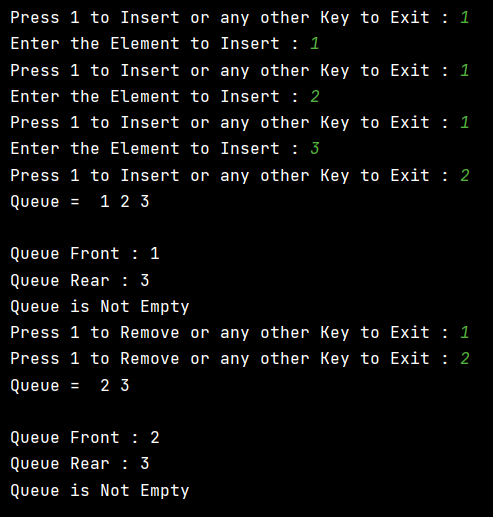 Press 1 to Insert or any other Key to Exit : 1
Enter the Element to Insert : 1
Press 1 to Insert or any other Key to Exit : 1
Enter the Element to Insert : 2
Press 1 to Insert or any other Key to Exit : 1
Enter the Element to Insert : 3
Press 1 to Insert or any other Key to Exit : 2
Queue =  1 2 3

Queue Front : 1
Queue Rear : 3
Queue is Not Empty
Press 1 to Remove or any other Key to Exit : 1
Press 1 to Remove or any other Key to Exit : 2
Queue =  2 3

Queue Front : 2
Queue Rear : 3
Queue is Not Empty